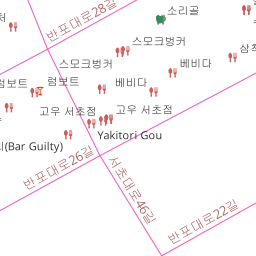 반포대로28길
소리골
스모크벙커
스모크벙커
베비다
럼보트
럼보트
베비다
고우 서초점
고우 서초점
Yakitori Gou
(Bar Guilty)
반포대로26길
서초대로46길
반포대로22길